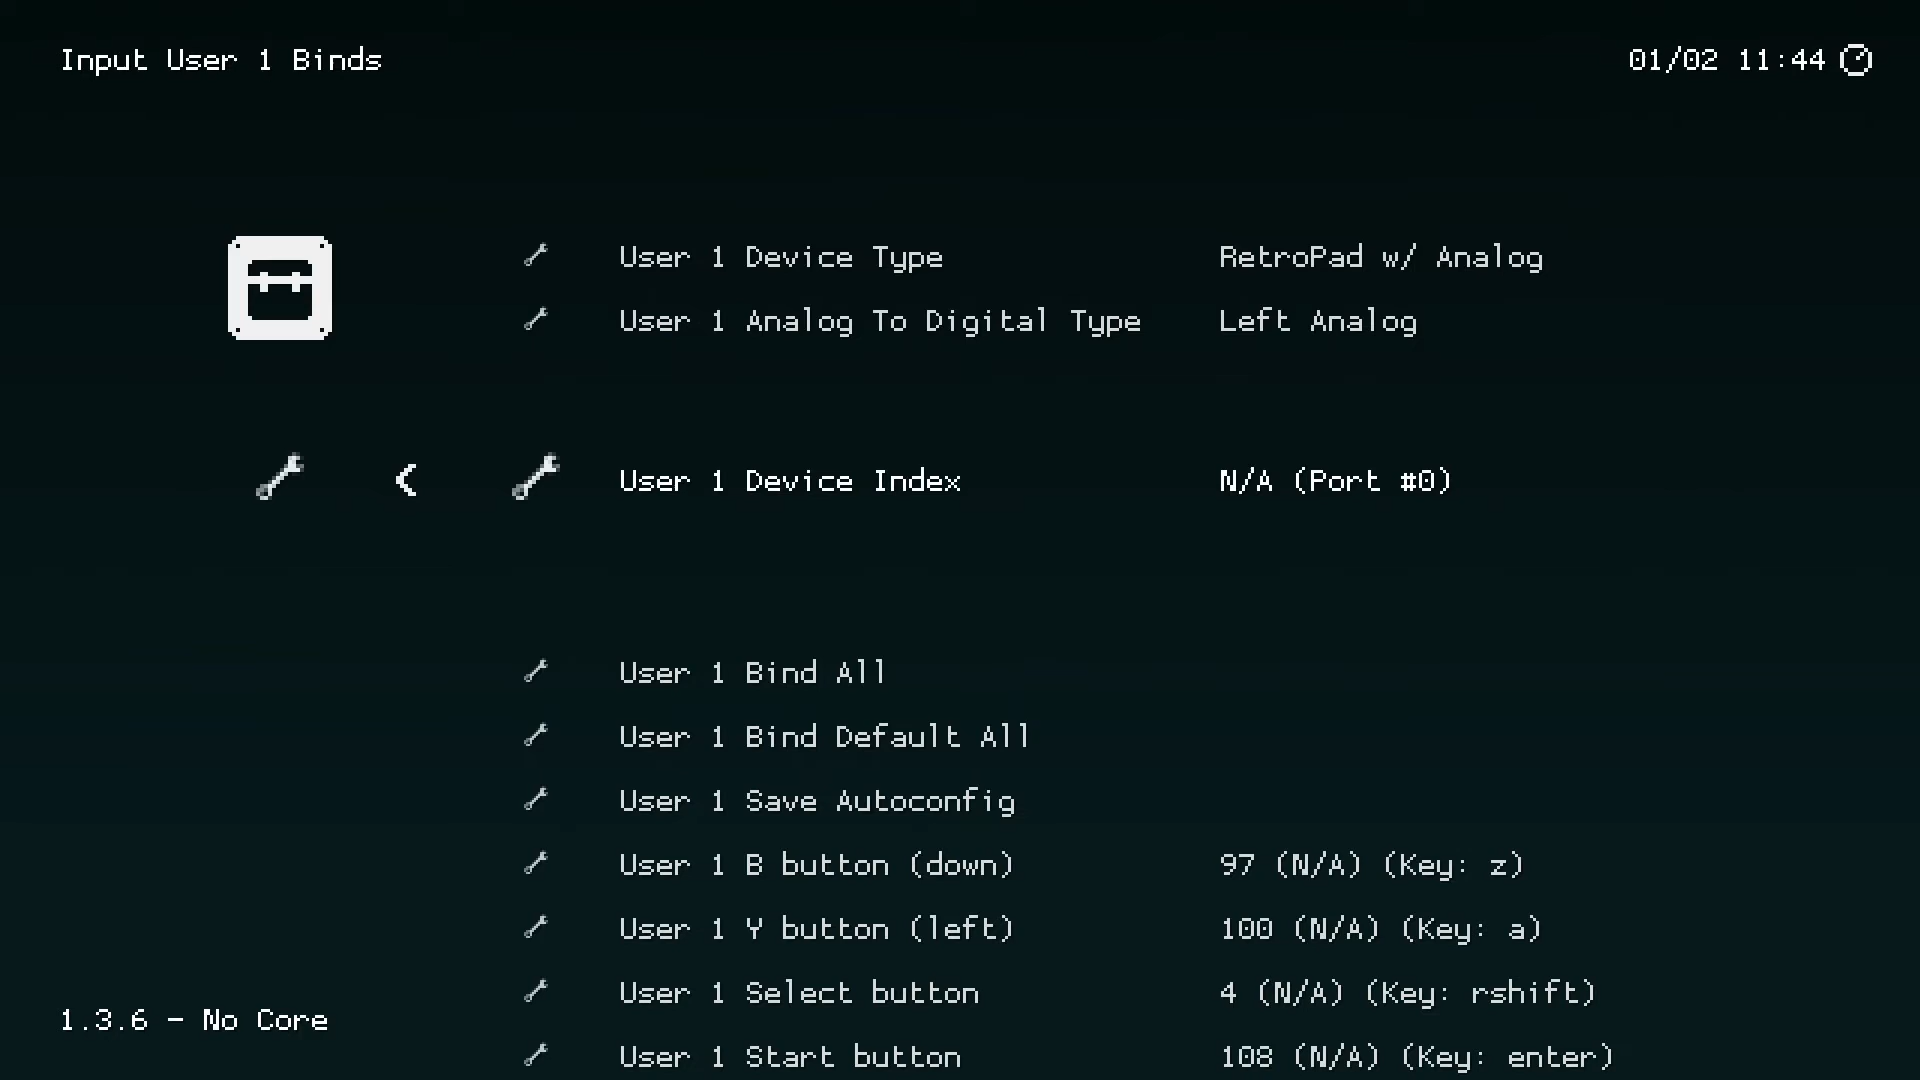 Input User 1 Binds
01/02 11:44
User 1 Device Type RetroPad w/ Analog
User 1 Analog To Digital Type Left Analog
User 1 Device Index N/A (Port #0)
User 1 Bind All
User 1 Bind Default All
User 1 Save Autoconfig
User 1 B button (down) 97 (N/A) (Key: z)
User 1 Y button (left) 100 (N/A) (Key: a)
User 1 Select button 4 (N/A) (Key: rshift)
1.3.6 - No Core
User 1 Start button 108 (N/A) (Key: enter)